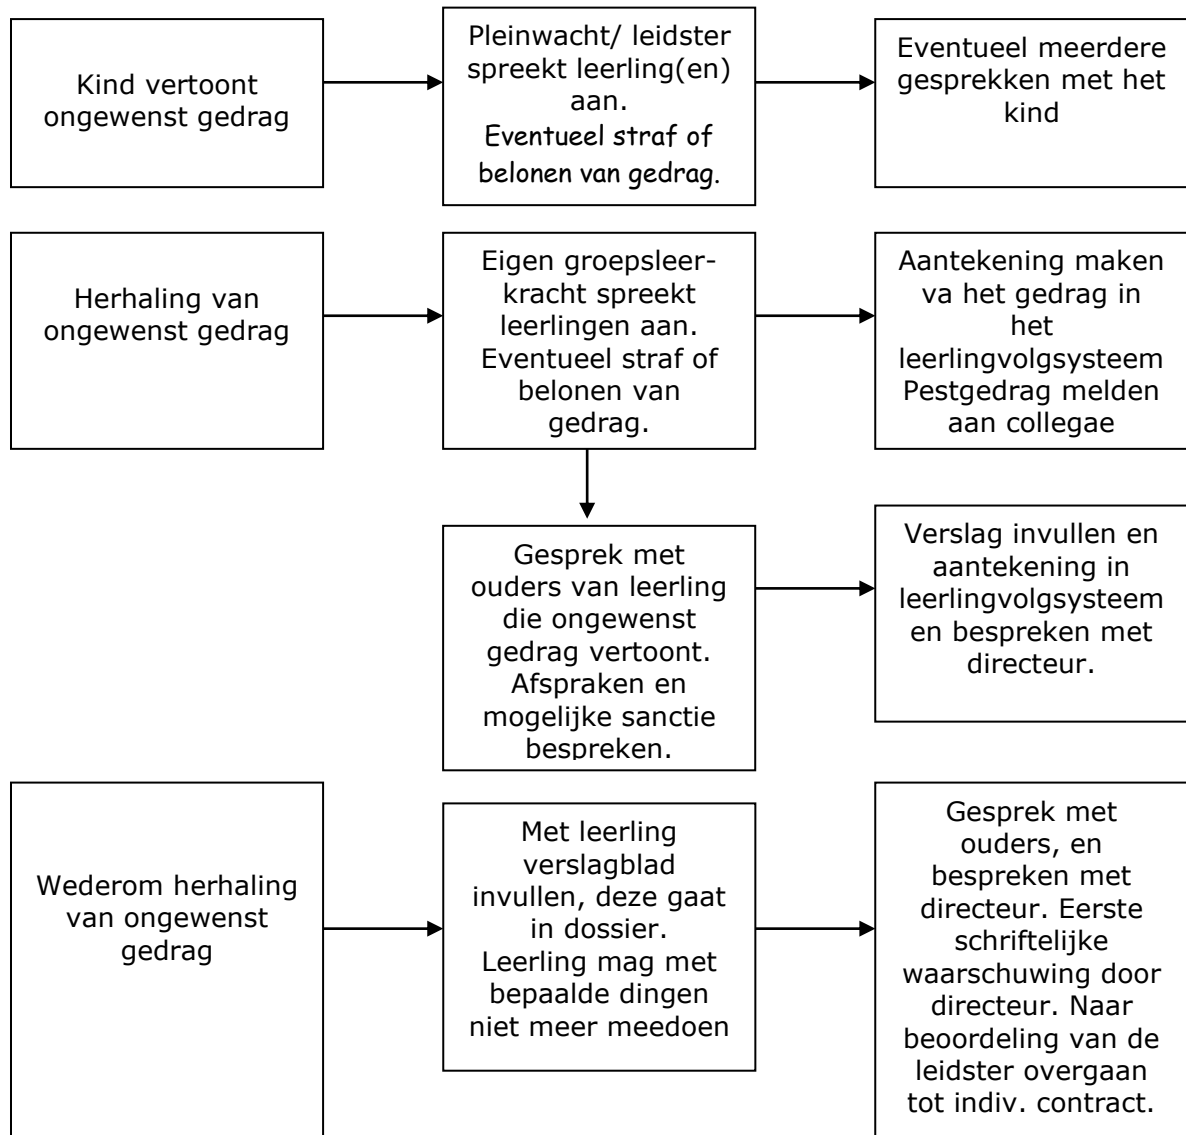 Kind vertoont
ongewenst gedrag
Pleinwacht/ leidster
spreekt leerling(en)
aan.
Eventueel straf of
belonen van gedrag.
Eventueel meerdere
gesprekken met het
kind
Herhaling van
ongewenst gedrag
Eigen groepsleer-
kracht spreekt
leerlingen aan.
Eventueel straf of
belonen van
gedrag.
Aantekening maken
va het gedrag in
het
leerlingvolgsysteem
Pestgedrag melden
aan collegae
Gesprek met
ouders van leerling
die ongewenst
gedrag vertoont.
Afspraken en
mogelijke sanctie
bespreken.
Verslag invullen en
aantekening in
leerlingvolgsysteem
en bespreken met
directeur.
Wederom herhaling
van ongewenst
gedrag
Met leerling
verslagblad
invullen, deze gaat
in dossier.
Leerling mag met
bepaalde dingen
niet meer meedoen
Gesprek met
ouders, en
bespreken met
directeur. Eerste
schriftelijke
waarschuwing door
directeur. Naar
beoordeling van de
leidster overgaan
tot indiv. contract.